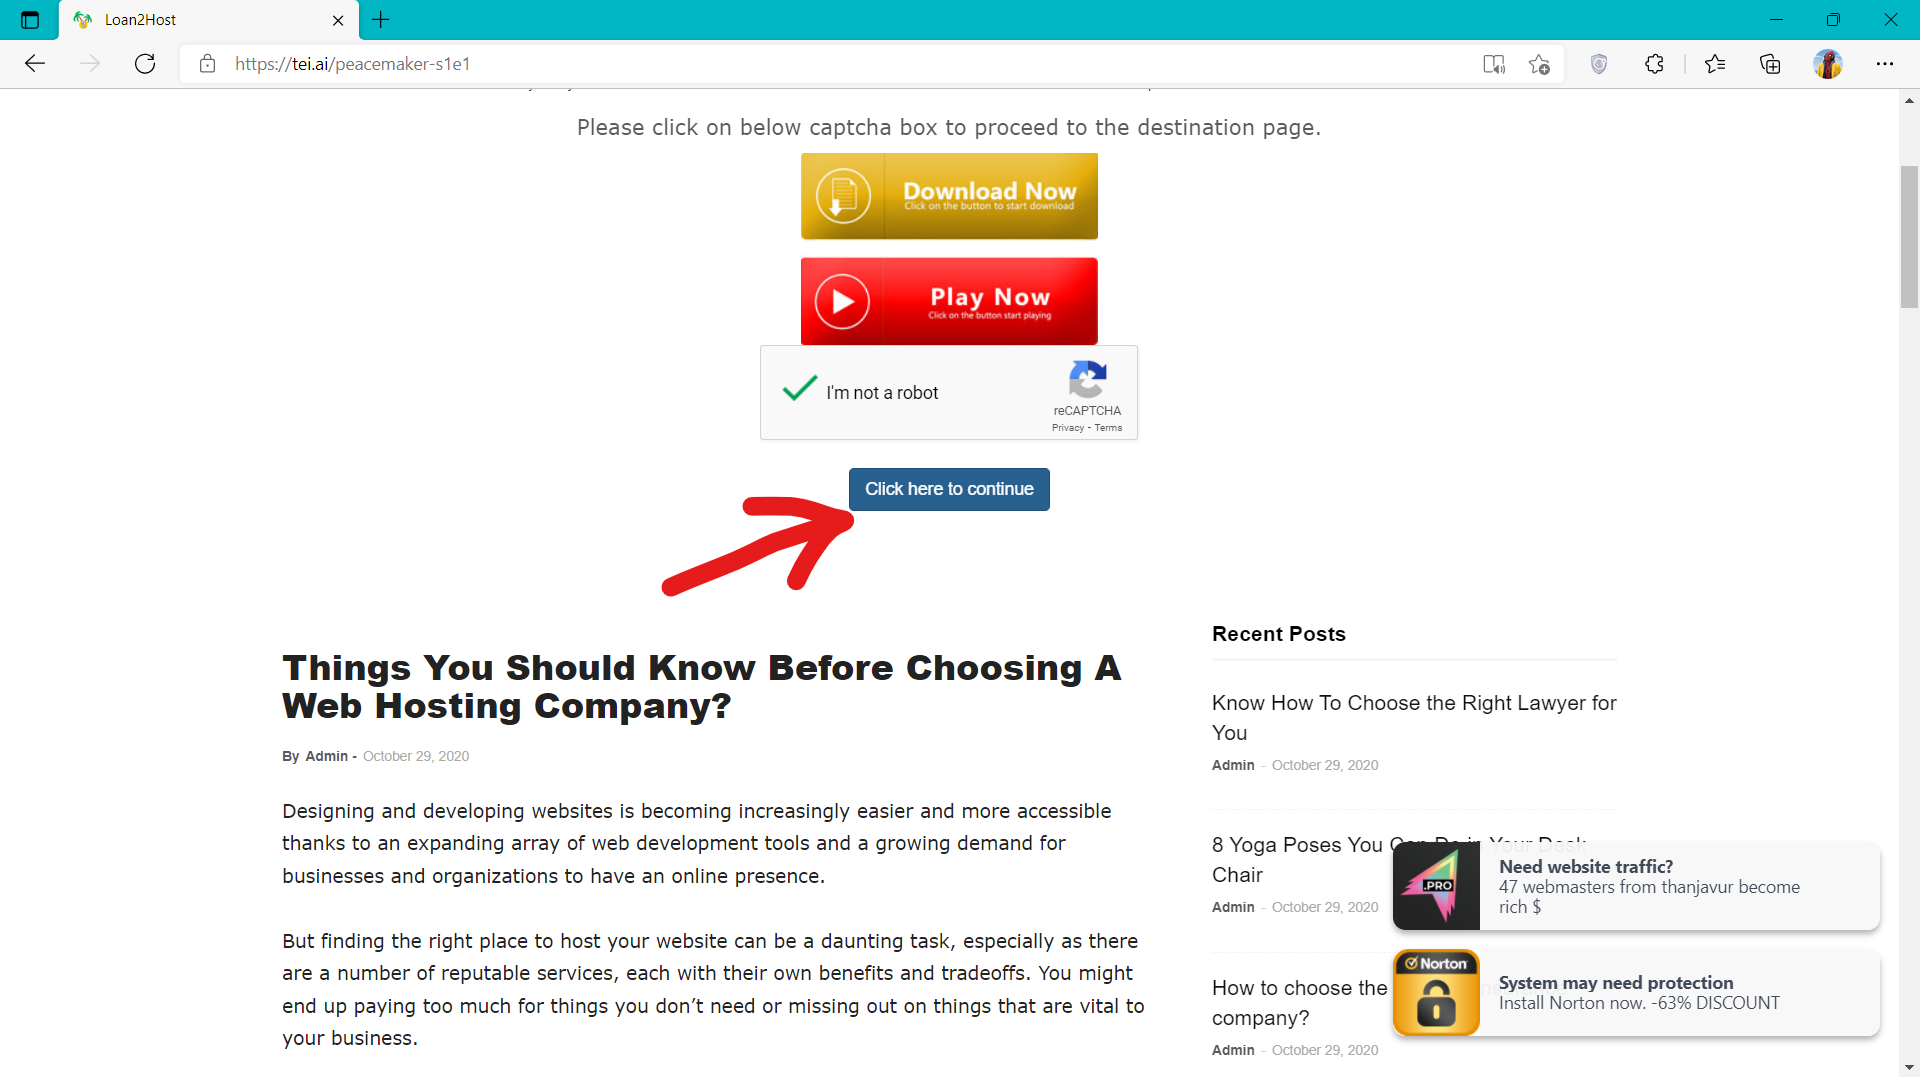 Loan2Host
https://tei.ai/peacemaker-s1e1
Please click on below captcha box to proceed to the destination page.
Download Now
Click on the button to start download
Play Now
Click on the button start playing
I'm not a robot
reCAPTCHA
Privacy - Terms
Click here to continue
Things You Should Know Before Choosing A
Web Hosting Company?
By Admin - October 29, 2020
Designing and developing websites is becoming increasingly easier and more accessible
thanks to an expanding array of web development tools and a growing demand for
businesses and organizations to have an online presence.
But finding the right place to host your website can be a daunting task, especially as there
are a number of reputable services, each with their own benefits and tradeoffs. You might
end up paying too much for things you don’t need or missing out on things that are vital to
your business.
Recent Posts
Know How To Choose the Right Lawyer for
You
Admin - October 29, 2020
8 Yoga Poses You Can Do in Your Desk
Chair
Admin - October 29, 2020
How to choose the
company?
Admin - October 29, 2020
.PRO
Need website traffic?
47 webmasters from thanjavur become
rich $
Norton
System may need protection
Install Norton now. -63% DISCOUNT